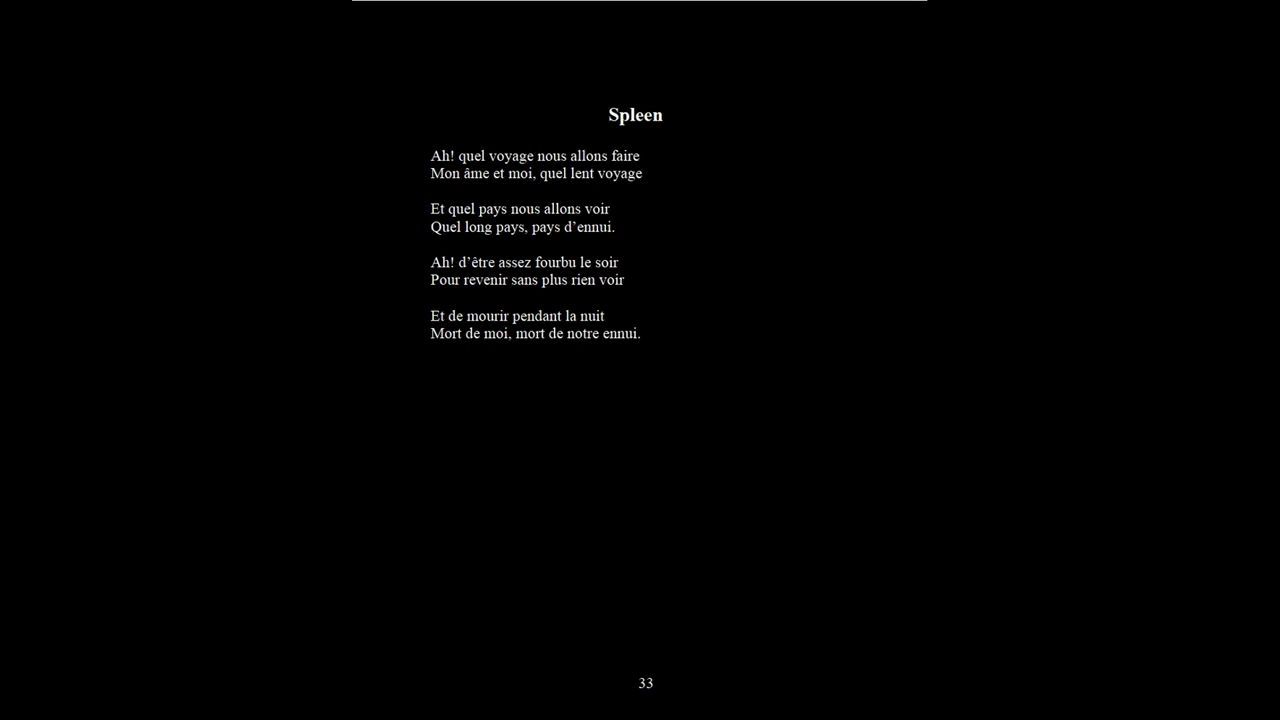 Spleen
Ah! quel voyage nous allons faire
Mon âme et moi, quel lent voyage
Et quel pays nous allons voir
Quel long pays, pays d’ennui.
Ah! d’être assez fourbu le soir
Pour revenir sans plus rien voir
Et de mourir pendant la nuit
Mort de moi, mort de notre ennui.
33